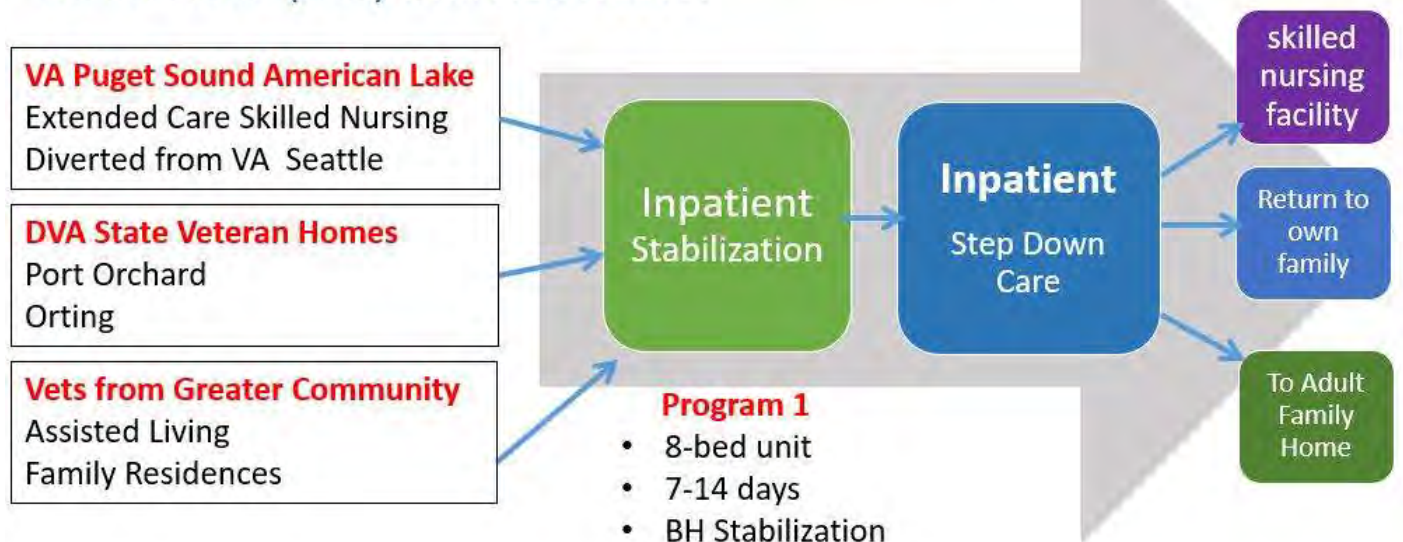 VA Puget Sound American Lake
Extended Care Skilled Nursing
Diverted from VA Seattle
DVA State Veteran Homes
Port Orchard
Orting
Vets from Greater Community
Assisted Living
Family Residences
Inpatient
Stabilization
Program 1
• 8-bed unit
• 7-14 days
• BH Stabilization
Inpatient
Step Down
Care
skilled
nursing
facility
Return to
own
family
To Adult
Family
Home